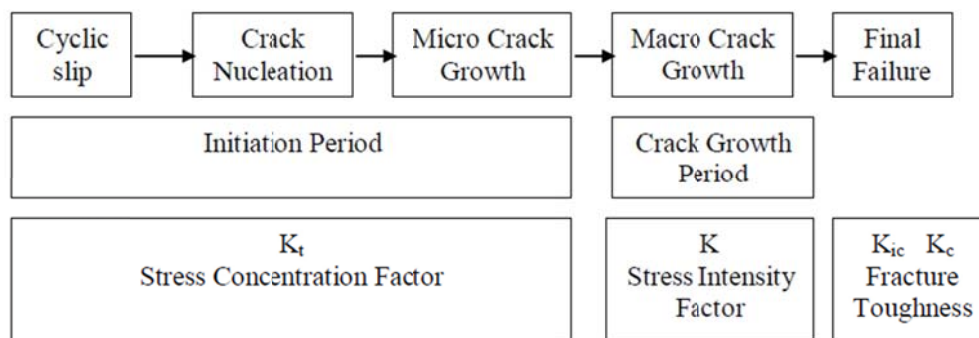 Cyclic
slip
Crack
Nucleation
Micro Crack
Growth
Macro Crack
Growth
Final
Failure
Initiation Period
Crack Growth
Period
Kt
Stress Concentration Factor
K
Stress Intensity
Factor
Kic Kc
Fracture
Toughness